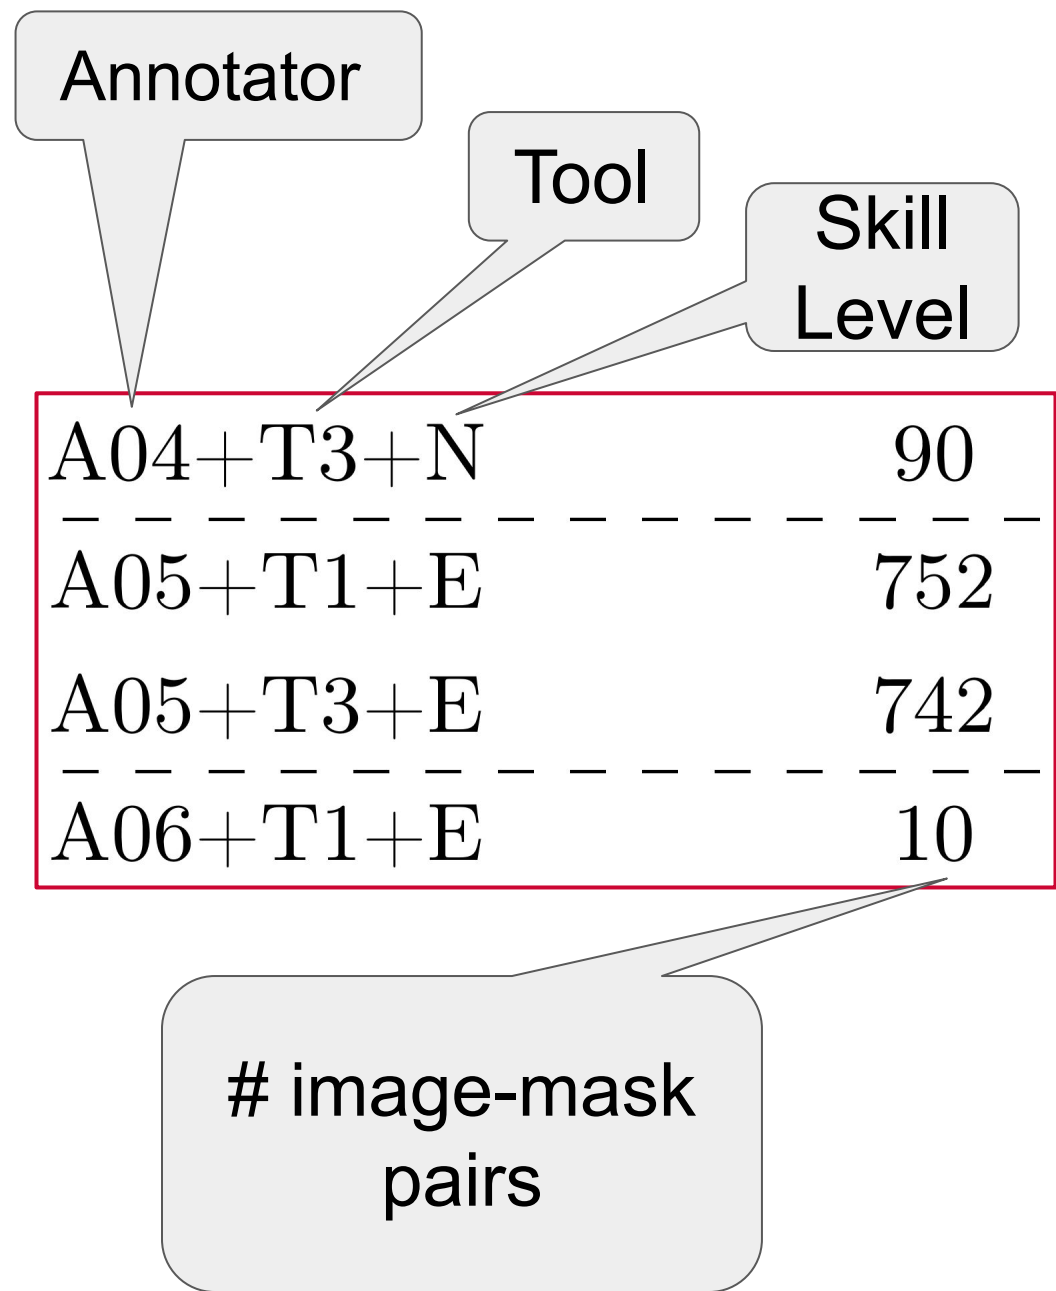 Annotator
Tool
Skill
Level
A04+T3+N 90
A05+T1+E 752
A05+T3+E 742
A06+T1+E 10
# image-mask
pairs